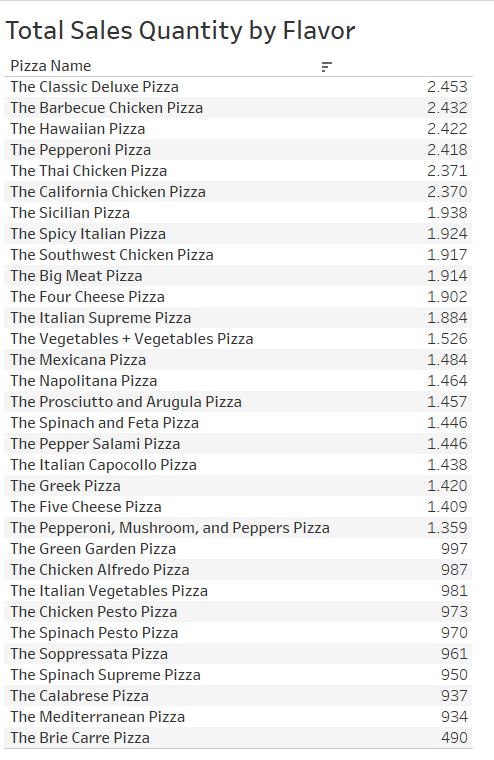 Total Sales Quantity by Flavor
Pizza Name
The Classic Deluxe Pizza 2.453
The Barbecue Chicken Pizza 2.432
The Hawaiian Pizza 2.422
The Pepperoni Pizza 2.418
The Thai Chicken Pizza 2.371
The California Chicken Pizza 2.370
The Sicilian Pizza 1.938
The Spicy Italian Pizza 1.924
The Southwest Chicken Pizza 1.917
The Big Meat Pizza 1.914
The Four Cheese Pizza 1.902
The Italian Supreme Pizza 1.884
The Vegetables + Vegetables Pizza 1.526
The Mexicana Pizza 1.484
The Napolitana Pizza 1.464
The Prosciutto and Arugula Pizza 1.457
The Spinach and Feta Pizza 1.446
The Pepper Salami Pizza 1.446
The Italian Capocollo Pizza 1.438
The Greek Pizza 1.420
The Five Cheese Pizza 1.409
The Pepperoni, Mushroom, and Peppers Pizza 1.359
The Green Garden Pizza 997
The Chicken Alfredo Pizza 987
The Italian Vegetables Pizza 981
The Chicken Pesto Pizza 973
The Spinach Pesto Pizza 970
The Soppressata Pizza 961
The Spinach Supreme Pizza 950
The Calabrese Pizza 937
The Mediterranean Pizza 934
The Brie Carre Pizza 490